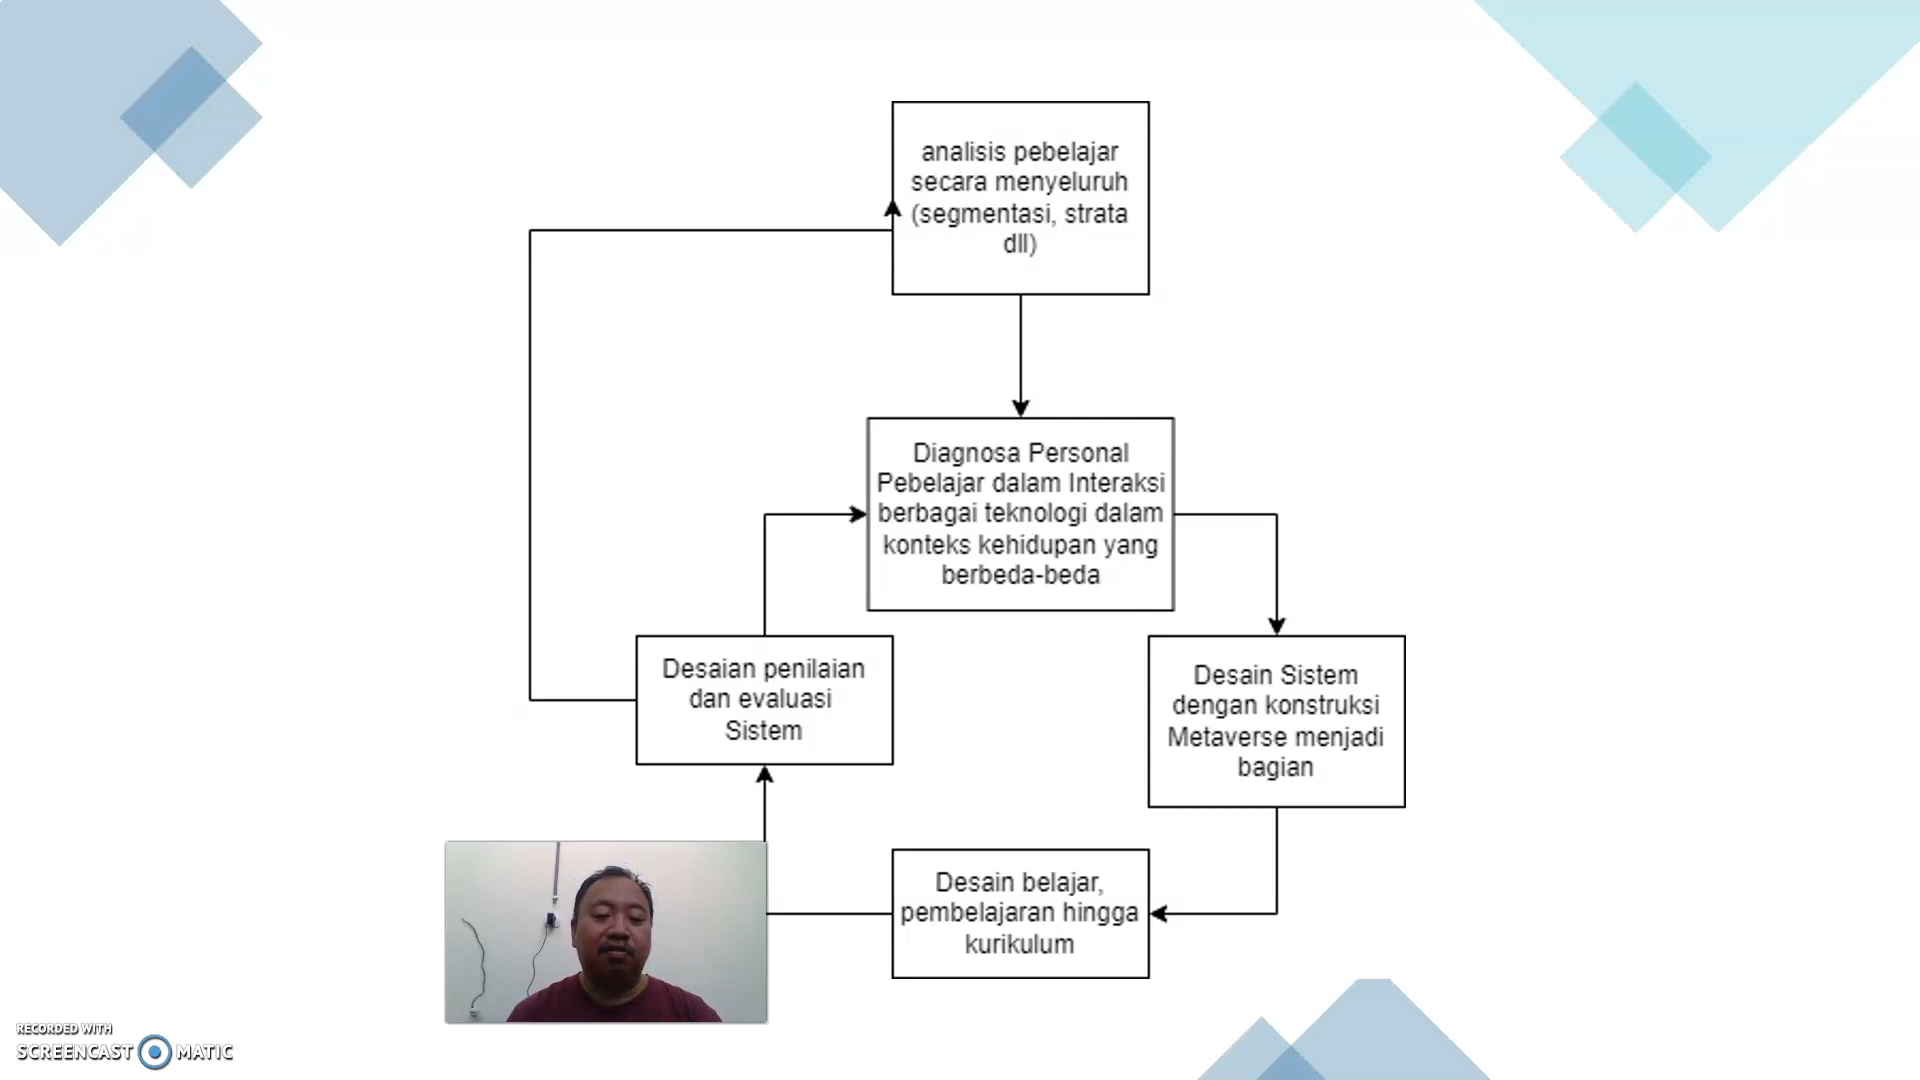 analisis pebelajar
secara menyeluruh
(segmentasi, strata
dll)
Diagnosa Personal
Pebelajar dalam Interaksi
berbagai teknologi dalam
konteks kehidupan yang
berbeda-beda
Desaian penilaian
dan evaluasi
Sistem
Desain Sistem
dengan konstruksi
Metaverse menjadi
bagian
Desain belajar,
pembelajaran hingga
kurikulum
RECORDED WITH
SCREENCAST MATIC